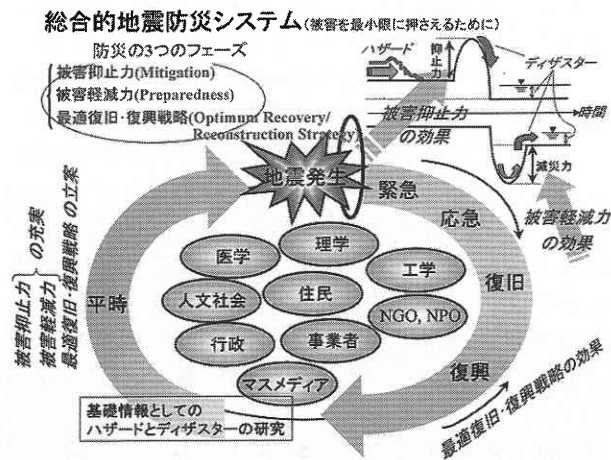 総合的地震防災システム(被害を最小限に押さえるために)
防災の3つのフェーズ
被害抑止力(Mitigation)
被害軽減力(Preparedness)
最適復旧・復興戦略(Optimum Recovery/
Reconstruction Strategy)
ハザード
抑止力
ディザスター
時間
減災力
被害抑止力
の効果
被害軽減力
の効果
地震発生
緊急
応急
復旧
復興
平時
被害抑止力
被害軽減力
の充実
最適復旧・復興戦略の立案
医学
理学
工学
人文社会
住民
NGO, NPO
行政
事業者
マスメディア
基礎情報としての
ハザードとディザスターの研究
最適復旧・復興戦略の効果